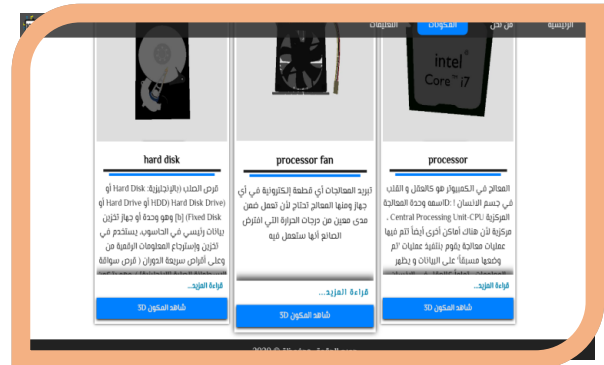 الرئيسية
من نحن
المكونات
التعليمات
intel
Core i7
processor
المعالج في الكمبيوتر هو كالعقل و القلب
في جسم الانسان ! :اسمه وحدة المعالجة
المركزية Central Processing Unit-CPU .
مركزية لأن هناك أماكن أخرى أيضاً تتم فيها
عمليات معالجة يقوم بتنفيذ عمليات "تم
وضعها مسبقاً" على البيانات و يظهر
قراءة المزيد...
شاهد المكون 3D
processor fan
تبريد المعالجات أي قطعة إلكترونية في أي
جهاز ومنها المعالج تحتاج لأن تعمل ضمن
مدى معين من درجات الحرارة التي افترض
الصانع أنها ستعمل فيه
قراءة المزيد...
شاهد المكون 3D
hard disk
قرص الصلب (بالإنجليزية: Hard Disk أو
Hard Disk Drive (HDD) أو Hard Drive أو
Fixed Disk) [b] وهو وحدة أو جهاز تخزين
بيانات رئيسي في الحاسوب، يستخدم في
تخزين وإسترجاع المعلومات الرقمية من
وعلى أقراص سريعة الدوران ( قرص سواقة
قراءة المزيد...
شاهد المكون 3D
© 2020